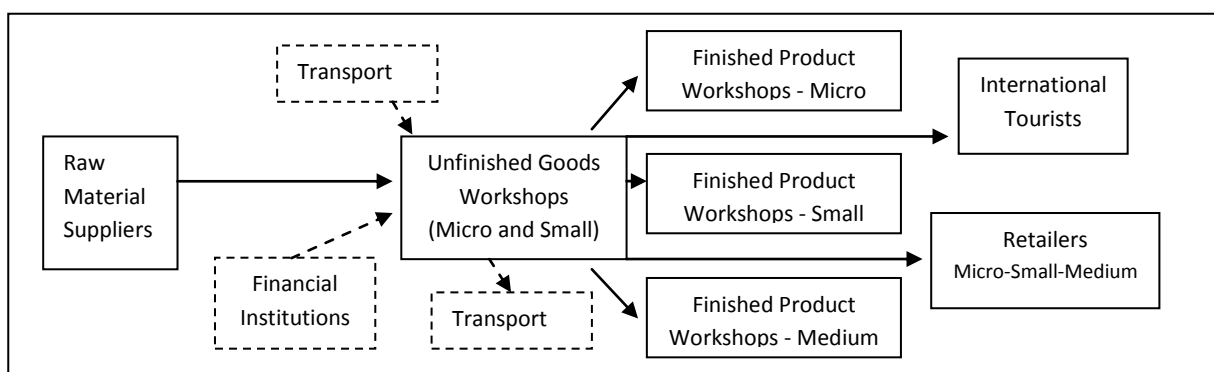 Transport
Finished Product
Workshops - Micro
International
Tourists
Raw
Material
Suppliers
Unfinished Goods
Workshops
(Micro and Small)
Finished Product
Workshops - Small
Retailers
Micro-Small-Medium
Financial
Institutions
Transport
Finished Product
Workshops - Medium